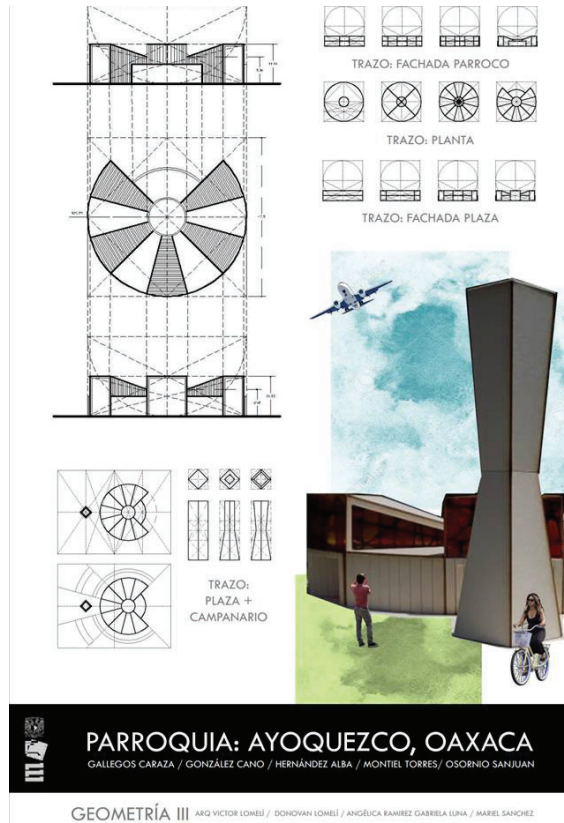 TRAZO: FACHADA PARROCO
TRAZO: PLANTA
TRAZO: FACHADA PLAZA
TRAZO:
PLAZA +
CAMPANARIO
PARROQUIA: AYOQUEZCO, OAXACA
GALLEGOS CARAZA / GONZÁLEZ CANO / HERNÁNDEZ ALBA / MONTIEL TORRES/ OSORNIO SANJUAN
GEOMETRÍA III ARQ VICTOR LOMELÍ / DONOVAN LOMELÍ / ANGÉLICA RAMIREZ GABRIELA LUNA / MARIEL SANCHEZ